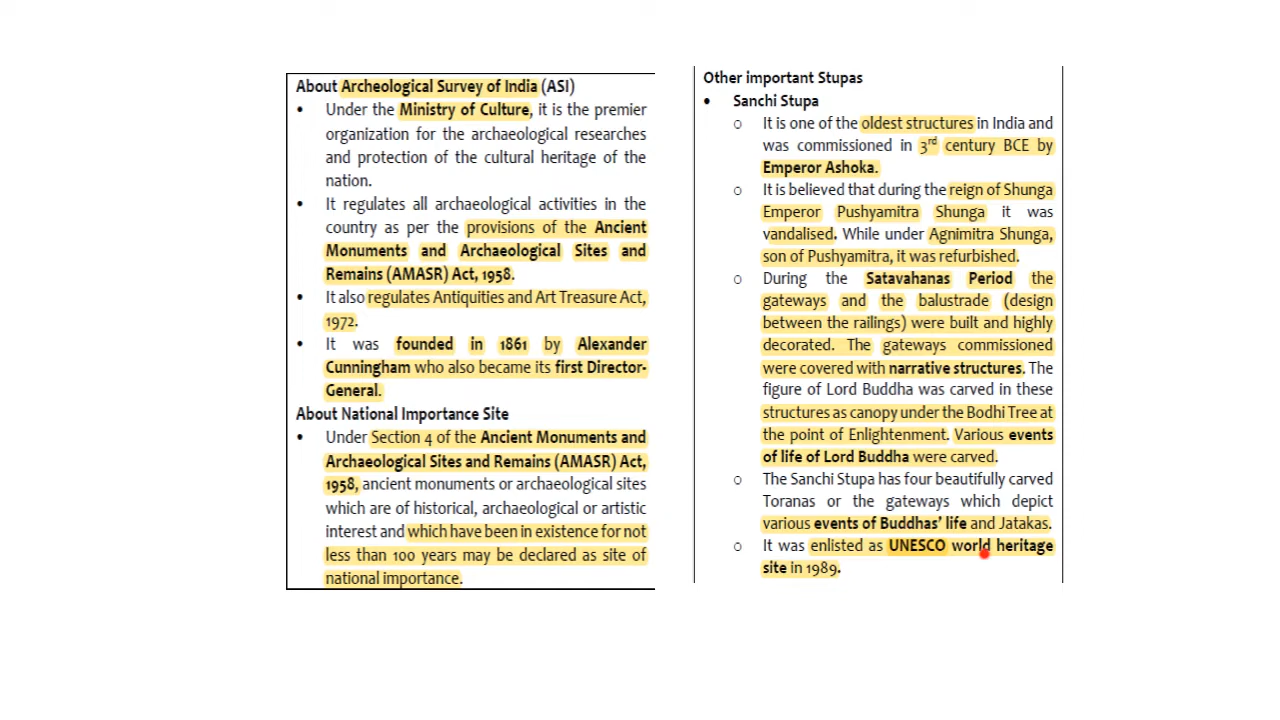 About Archeological Survey of India (ASI)
• Under the Ministry of Culture, it is the premier
organization for the archaeological researches
and protection of the cultural heritage of the
nation.
• It regulates all archaeological activities in the
country as per the provisions of the Ancient
Monuments and Archaeological Sites and
Remains (AMASR) Act, 1958.
• It also regulates Antiquities and Art Treasure Act,
1972.
• It was founded in 1861 by Alexander
Cunningham who also became its first Director-
General.
About National Importance Site
• Under Section 4 of the Ancient Monuments and
Archaeological Sites and Remains (AMASR) Act,
1958, ancient monuments or archaeological sites
which are of historical, archaeological or artistic
interest and which have been in existence for not
less than 100 years may be declared as site of
national importance.
Other important Stupas
• Sanchi Stupa
o It is one of the oldest structures in India and
was commissioned in 3rd century BCE by
Emperor Ashoka.
o It is believed that during the reign of Shunga
Emperor Pushyamitra Shunga it was
vandalised. While under Agnimitra Shunga,
son of Pushyamitra, it was refurbished.
o During the Satavahanas Period the
gateways and the balustrade (design
between the railings) were built and highly
decorated. The gateways commissioned
were covered with narrative structures. The
figure of Lord Buddha was carved in these
structures as canopy under the Bodhi Tree at
the point of Enlightenment. Various events
of life of Lord Buddha were carved.
o The Sanchi Stupa has four beautifully carved
Toranas or the gateways which depict
various events of Buddhas’ life and Jatakas.
o It was enlisted as UNESCO world heritage
site in 1989.